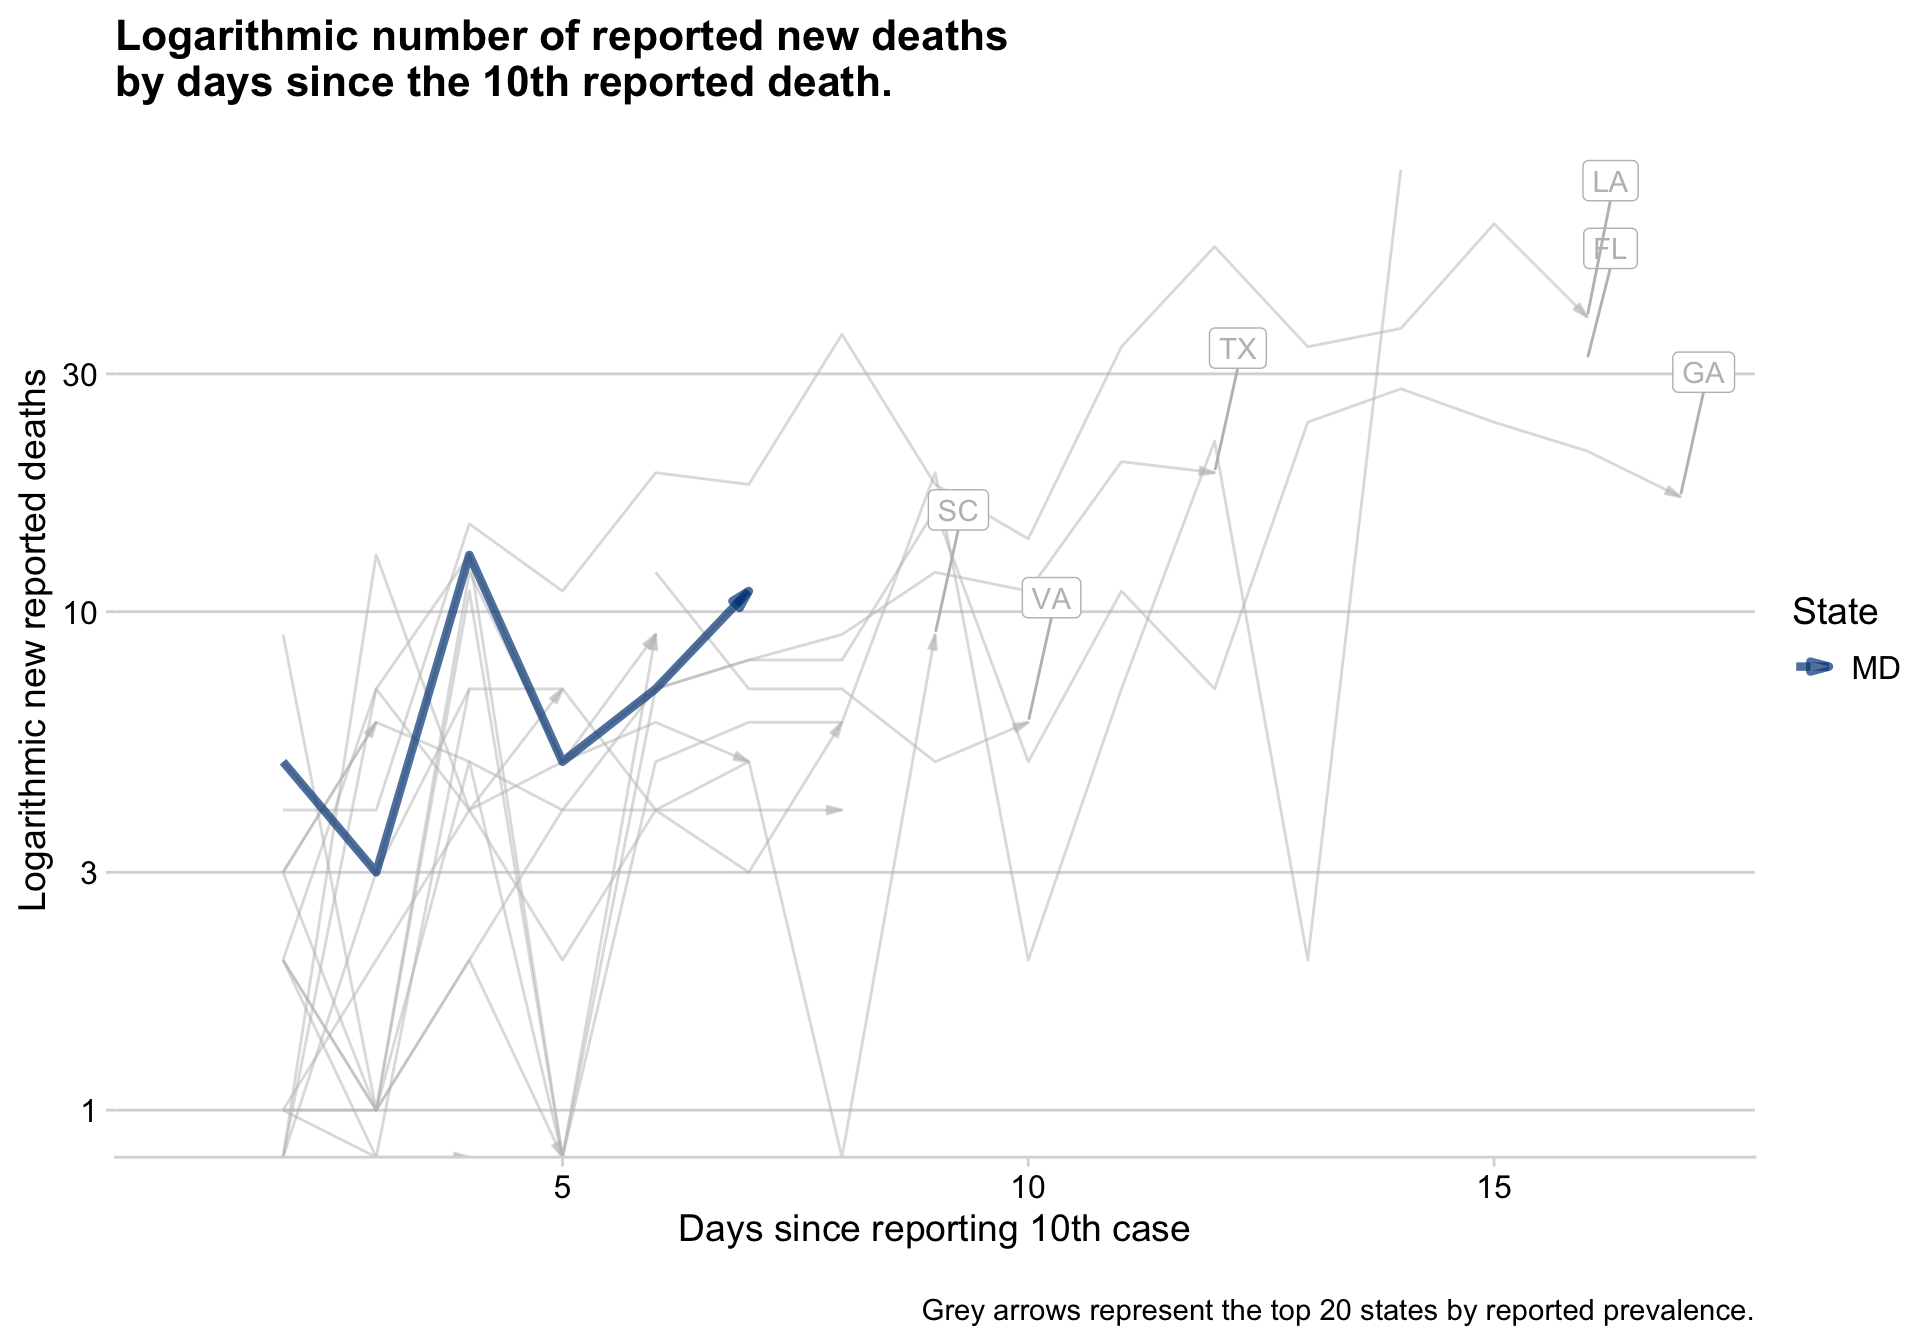 Logarithmic number of reported new deaths
by days since the 10th reported death.
LA
FL
TX
GA
SC
VA
30
10
3
1
Logarithmic new reported deaths
State
MD
5
10
15
Days since reporting 10th case
Grey arrows represent the top 20 states by reported prevalence.